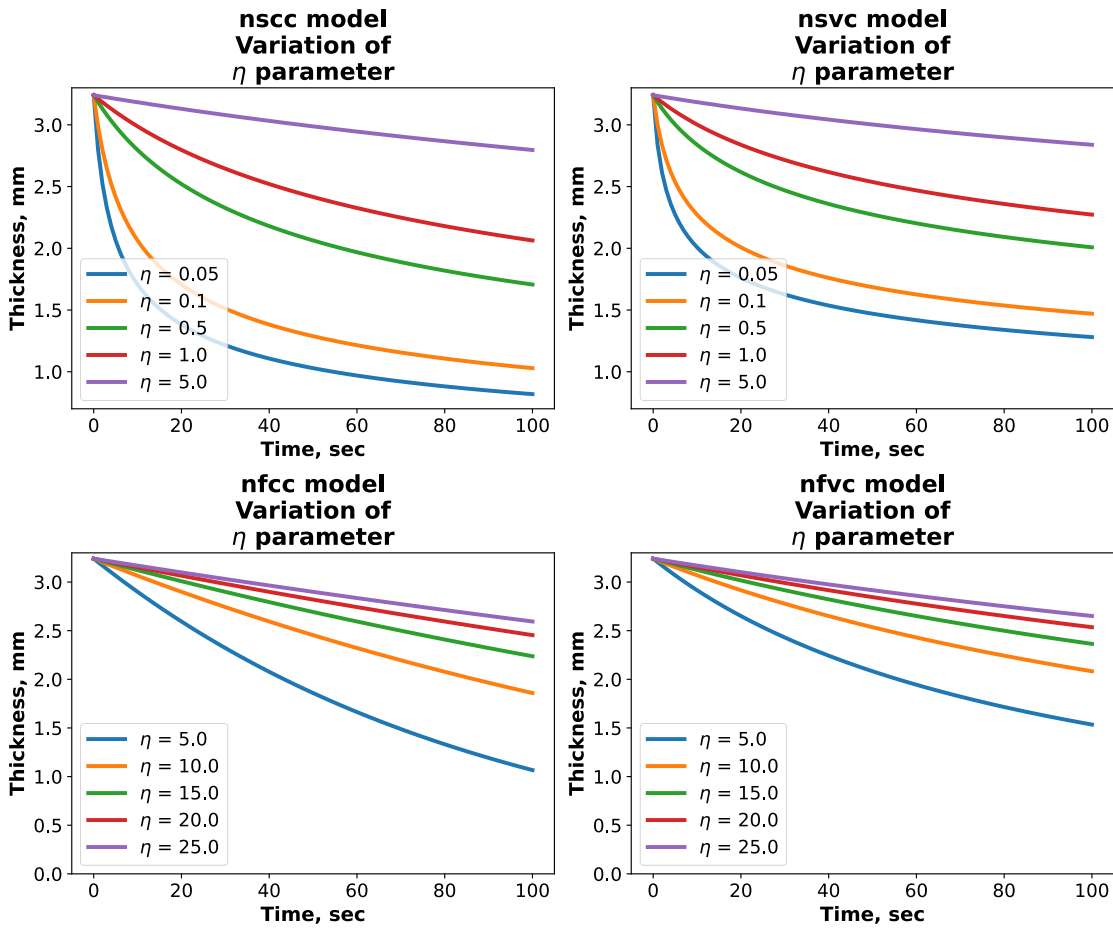 nscc model
Variation of
η parameter
Thickness, mm
3.0
2.5
2.0
1.5
1.0
η = 0.05
η = 0.1
η = 0.5
η = 1.0
η = 5.0
0 20 40 60 80 100
Time, sec
nsvc model
Variation of
η parameter
Thickness, mm
3.0
2.5
2.0
1.5
1.0
η = 0.05
η = 0.1
η = 0.5
η = 1.0
η = 5.0
0 20 40 60 80 100
Time, sec
nfcc model
Variation of
η parameter
Thickness, mm
3.0
2.5
2.0
1.5
1.0
0.5
0.0
η = 5.0
η = 10.0
η = 15.0
η = 20.0
η = 25.0
0 20 40 60 80 100
Time, sec
nfvc model
Variation of
η parameter
Thickness, mm
3.0
2.5
2.0
1.5
1.0
0.5
0.0
η = 5.0
η = 10.0
η = 15.0
η = 20.0
η = 25.0
0 20 40 60 80 100
Time, sec